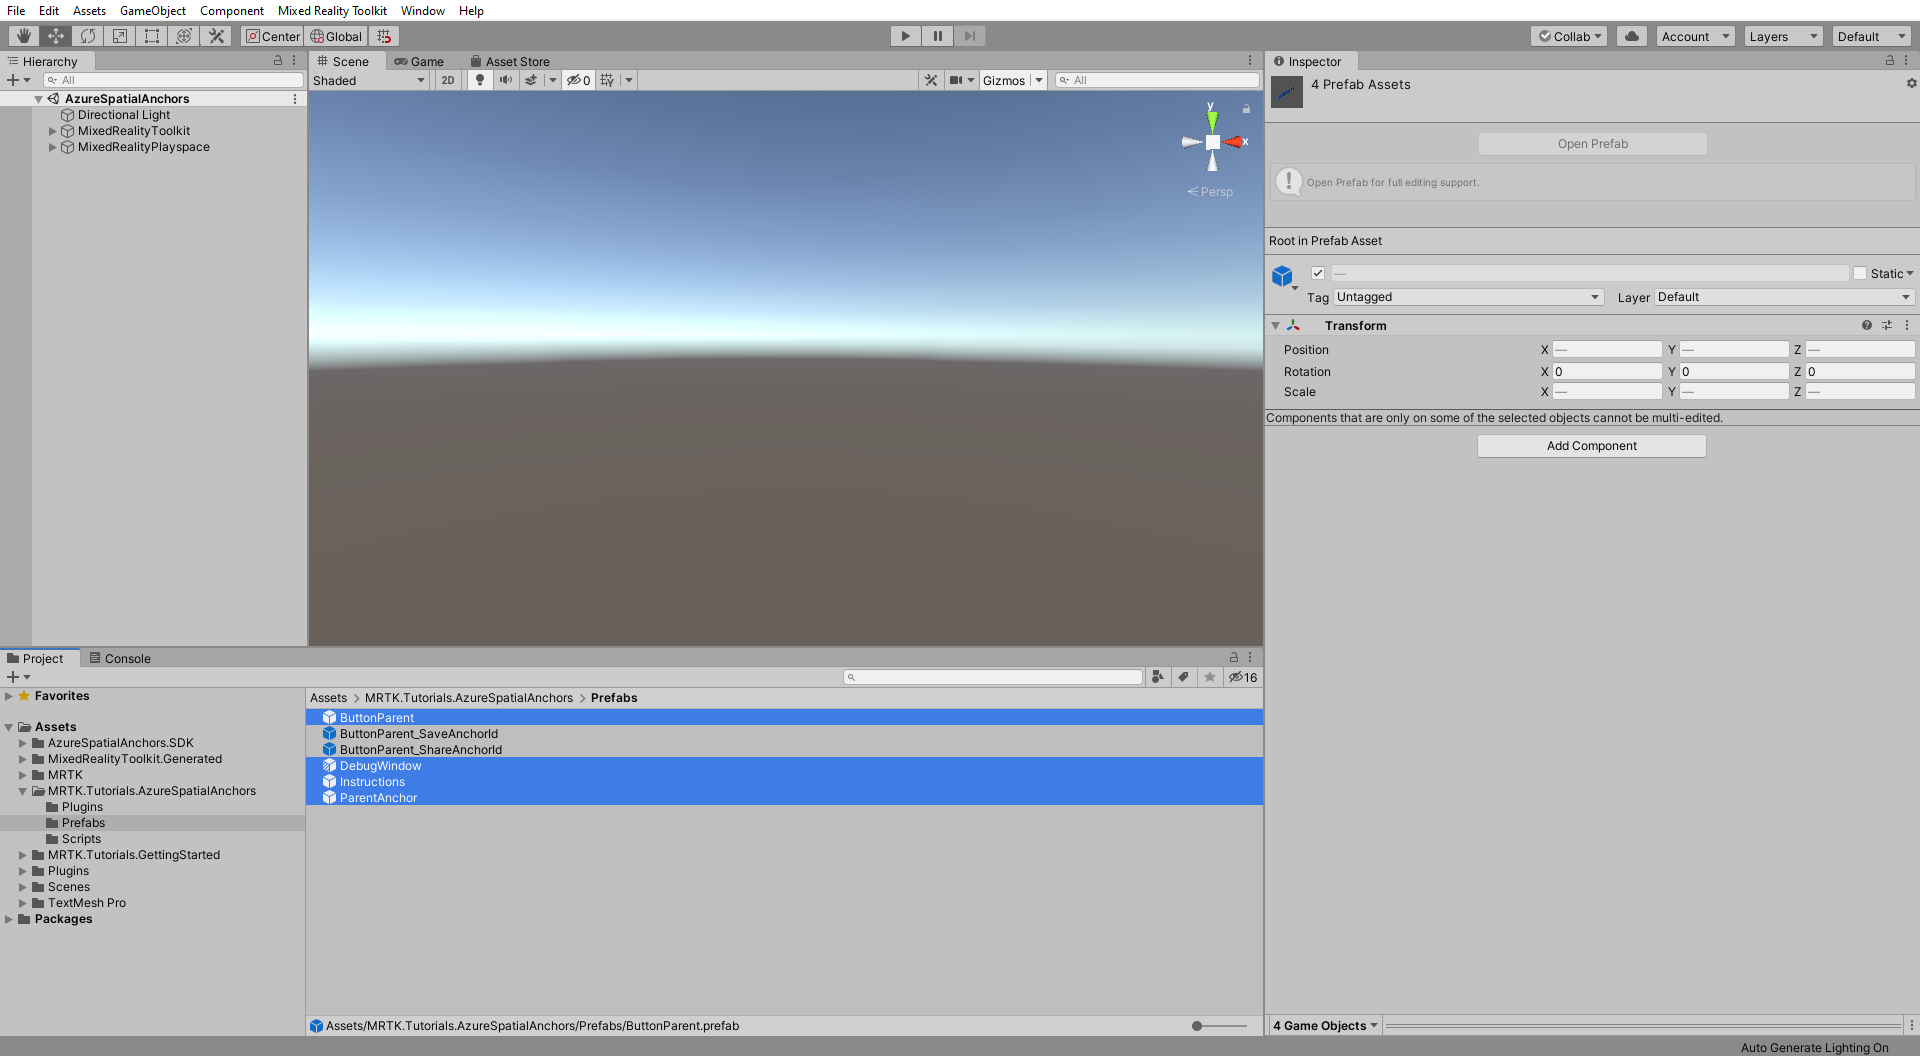 File Edit Assets GameObject Component Mixed Reality Toolkit Window Help
Center Global Collab Account Layers Default
Hierarchy
All
AzureSpatialAnchors
Directional Light
MixedRealityToolkit
MixedRealityPlayspace
Scene Game Asset Store
Shaded 2D 0 Gizmos All
y
x
Persp
Inspector
4 Prefab Assets
Open Prefab
Open Prefab for full editing support.
Root in Prefab Asset
— Static
Tag Untagged Layer Default
Transform
Position X — Y — Z —
Rotation X 0 Y 0 Z 0
Scale X — Y — Z —
Components that are only on some of the selected objects cannot be multi-edited.
Add Component
Project Console
16
Favorites
Assets
AzureSpatialAnchors.SDK
MixedRealityToolkit.Generated
MRTK
MRTK.Tutorials.AzureSpatialAnchors
Plugins
Prefabs
Scripts
MRTK.Tutorials.GettingStarted
Plugins
Scenes
TextMesh Pro
Packages
Assets > MRTK.Tutorials.AzureSpatialAnchors > Prefabs
ButtonParent
ButtonParent_SaveAnchorId
ButtonParent_ShareAnchorId
DebugWindow
Instructions
ParentAnchor
Assets/MRTK.Tutorials.AzureSpatialAnchors/Prefabs/ButtonParent.prefab
4 Game Objects
Auto Generate Lighting On